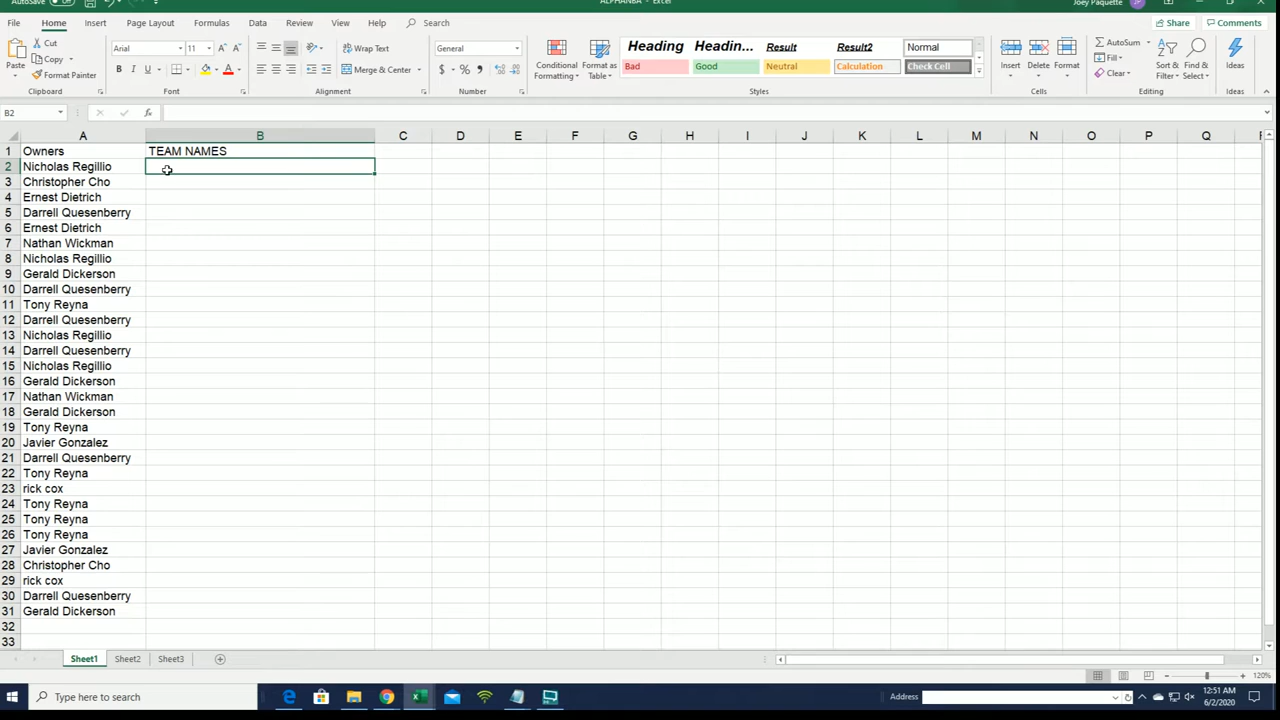 AutoSave Off ALPHANBA - Excel Joey Paquette JP
File Home Insert Page Layout Formulas Data Review View Help Search Share Comments
Paste Cut Copy Format Painter Clipboard
Arial 11 A A B I U A Font
Wrap Text Merge & Center Alignment
General $ % , Number
Conditional Formatting Format as Table
Heading Headin... Result Result2 Normal
Bad Good Neutral Calculation Check Cell
Styles
Insert Delete Format Cells
AutoSum Fill Clear Sort & Filter Find & Select Editing
Ideas Ideas
B2 fx
A B C D E F G H I J K L M N O P Q
1 Owners TEAM NAMES
2 Nicholas Regillio
3 Christopher Cho
4 Ernest Dietrich
5 Darrell Quesenberry
6 Ernest Dietrich
7 Nathan Wickman
8 Nicholas Regillio
9 Gerald Dickerson
10 Darrell Quesenberry
11 Tony Reyna
12 Darrell Quesenberry
13 Nicholas Regillio
14 Darrell Quesenberry
15 Nicholas Regillio
16 Gerald Dickerson
17 Nathan Wickman
18 Gerald Dickerson
19 Tony Reyna
20 Javier Gonzalez
21 Darrell Quesenberry
22 Tony Reyna
23 rick cox
24 Tony Reyna
25 Tony Reyna
26 Tony Reyna
27 Javier Gonzalez
28 Christopher Cho
29 rick cox
30 Darrell Quesenberry
31 Gerald Dickerson
32
33
Sheet1 Sheet2 Sheet3
120%
Type here to search Address 12:51 AM
6/2/2020